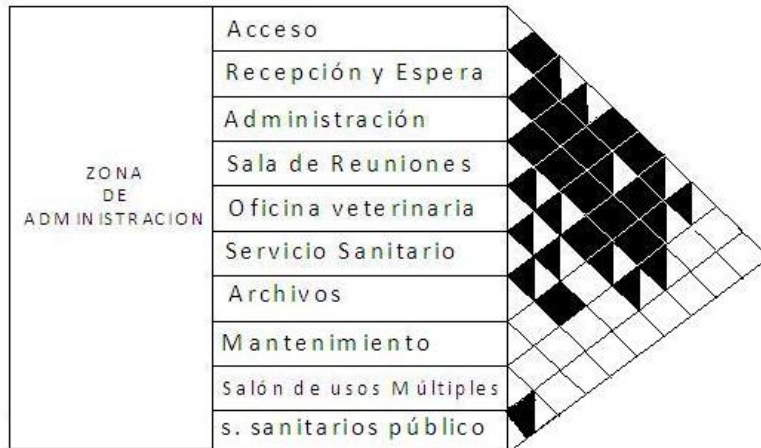 ZONA
DE
ADMINISTRACION
Acceso
Recepción y Espera
Administración
Sala de Reuniones
Oficina veterinaria
Servicio Sanitario
Archivos
Mantenimiento
Salón de usos Múltiples
s. sanitarios público